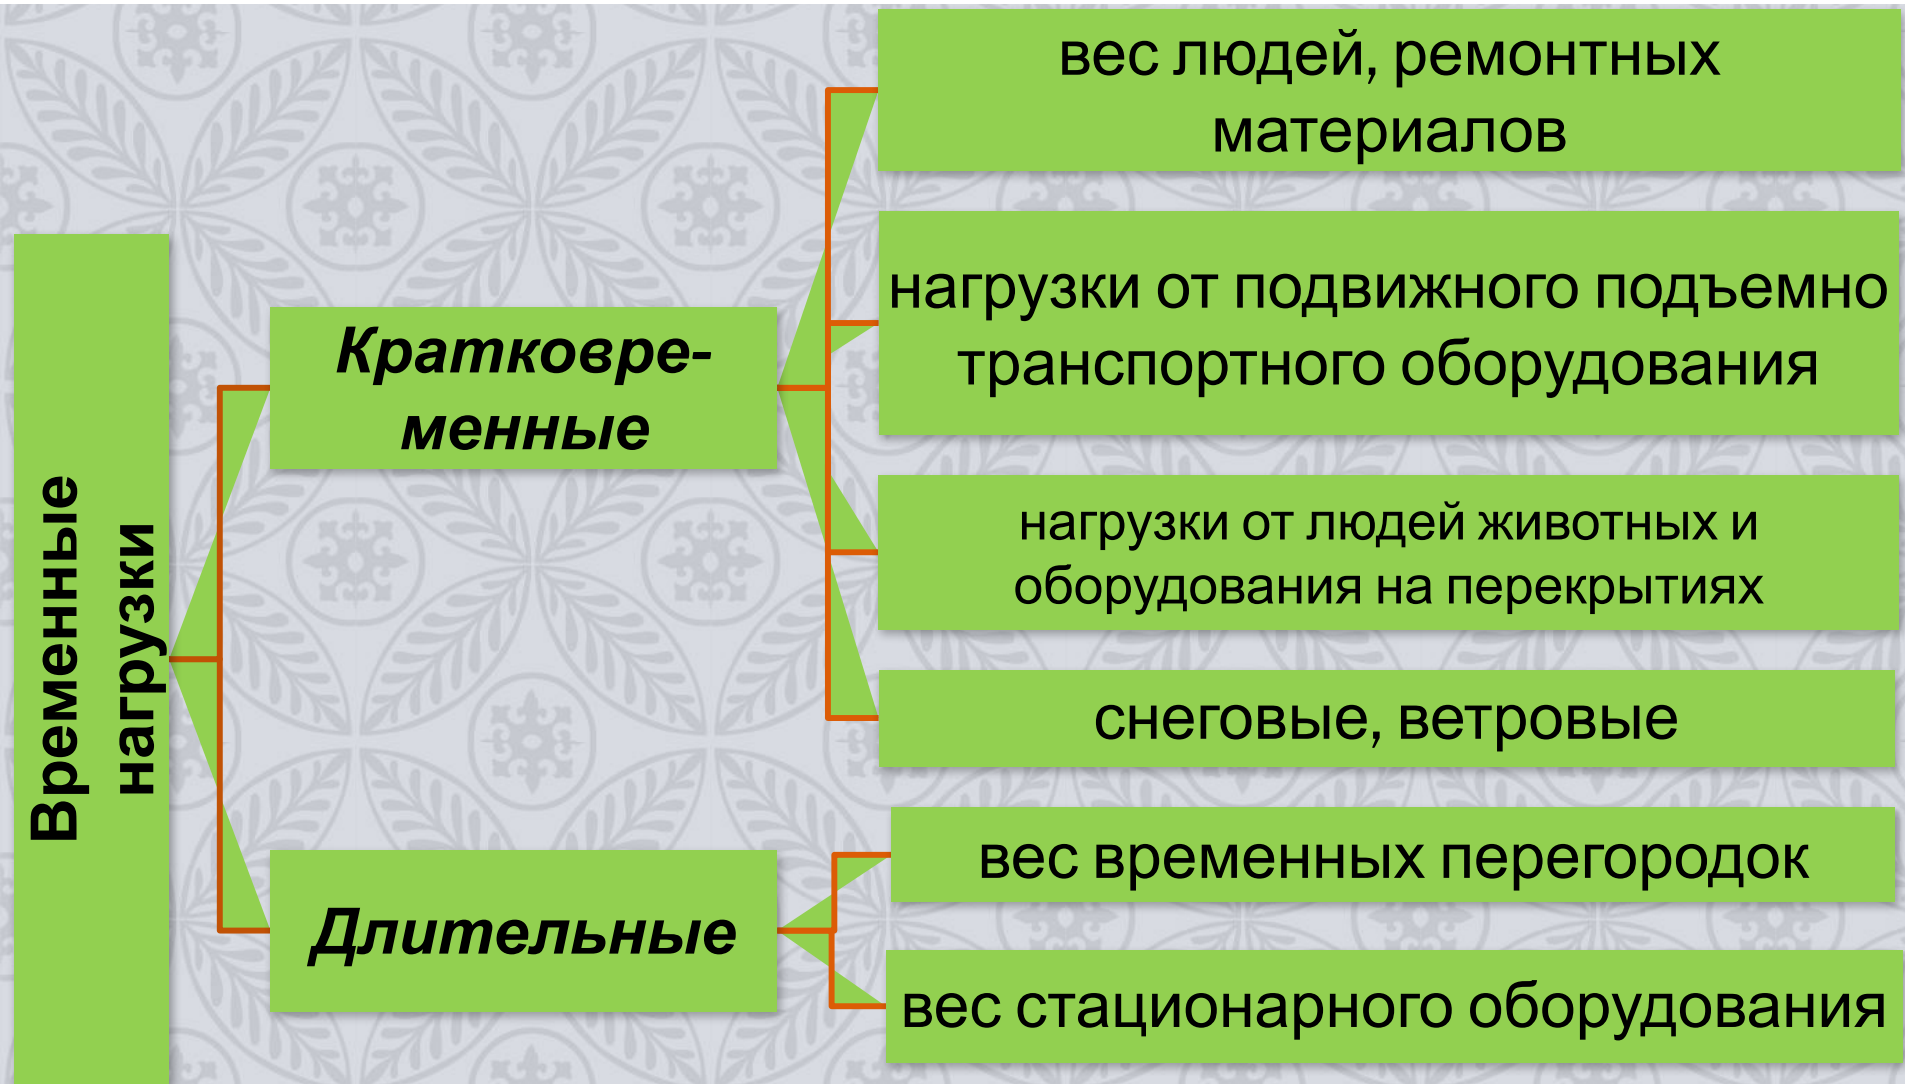 Временные
нагрузки
Кратковре-
менные
вес людей, ремонтных
материалов
нагрузки от подвижного подъемно
транспортного оборудования
нагрузки от людей животных и
оборудования на перекрытиях
снеговые, ветровые
Длительные
вес временных перегородок
вес стационарного оборудования